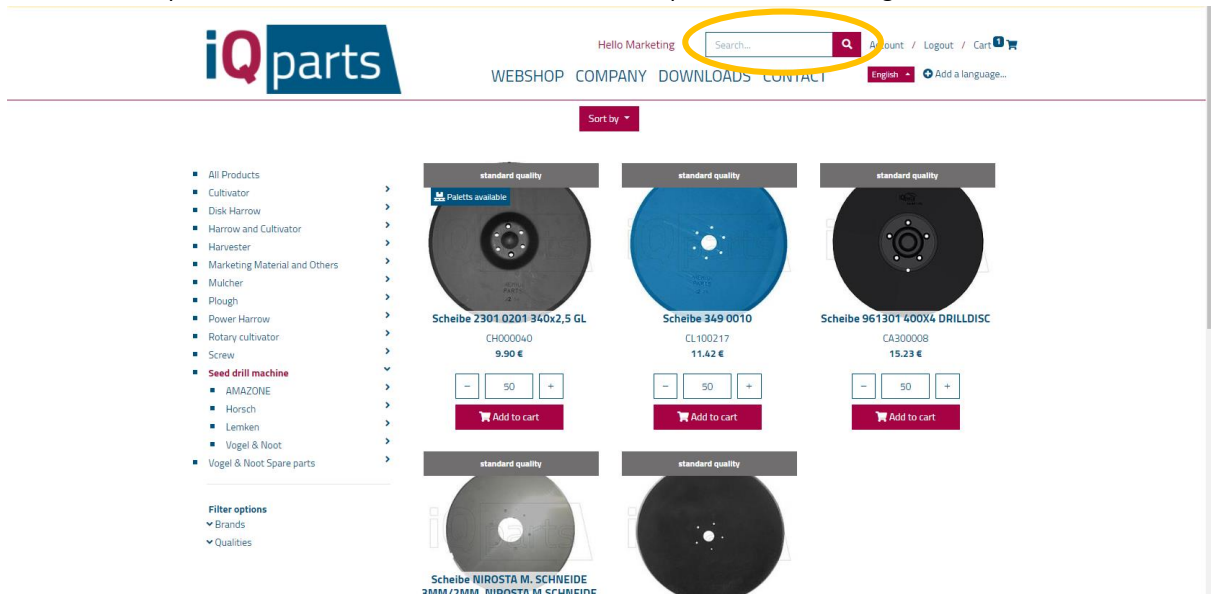 iQparts
Hello Marketing
Search...
Account / Logout / Cart 1
WEBSHOP COMPANY DOWNLOADS CONTACT
English
Add a language...
Sort by
All Products
Cultivator
Disk Harrow
Harrow and Cultivator
Harvester
Marketing Material and Others
Mulcher
Plough
Power Harrow
Rotary cultivator
Screw
Seed drill machine
AMAZONE
Horsch
Lemken
Vogel & Noot
Vogel & Noot Spare parts
Filter options
Brands
Qualities
standard quality
Paletts available
Scheibe 2301 0201 340x2,5 GL
CH000040
9.90 €
- 50 +
Add to cart
standard quality
Scheibe 349 0010
CL100217
11.42 €
- 50 +
Add to cart
standard quality
Scheibe 961301 400X4 DRILLDISC
CA300008
15.23 €
- 50 +
Add to cart
standard quality
Scheibe NIROSTA M. SCHNEIDE
3MM/2MM, NIROSTA M SCHNEIDE
standard quality